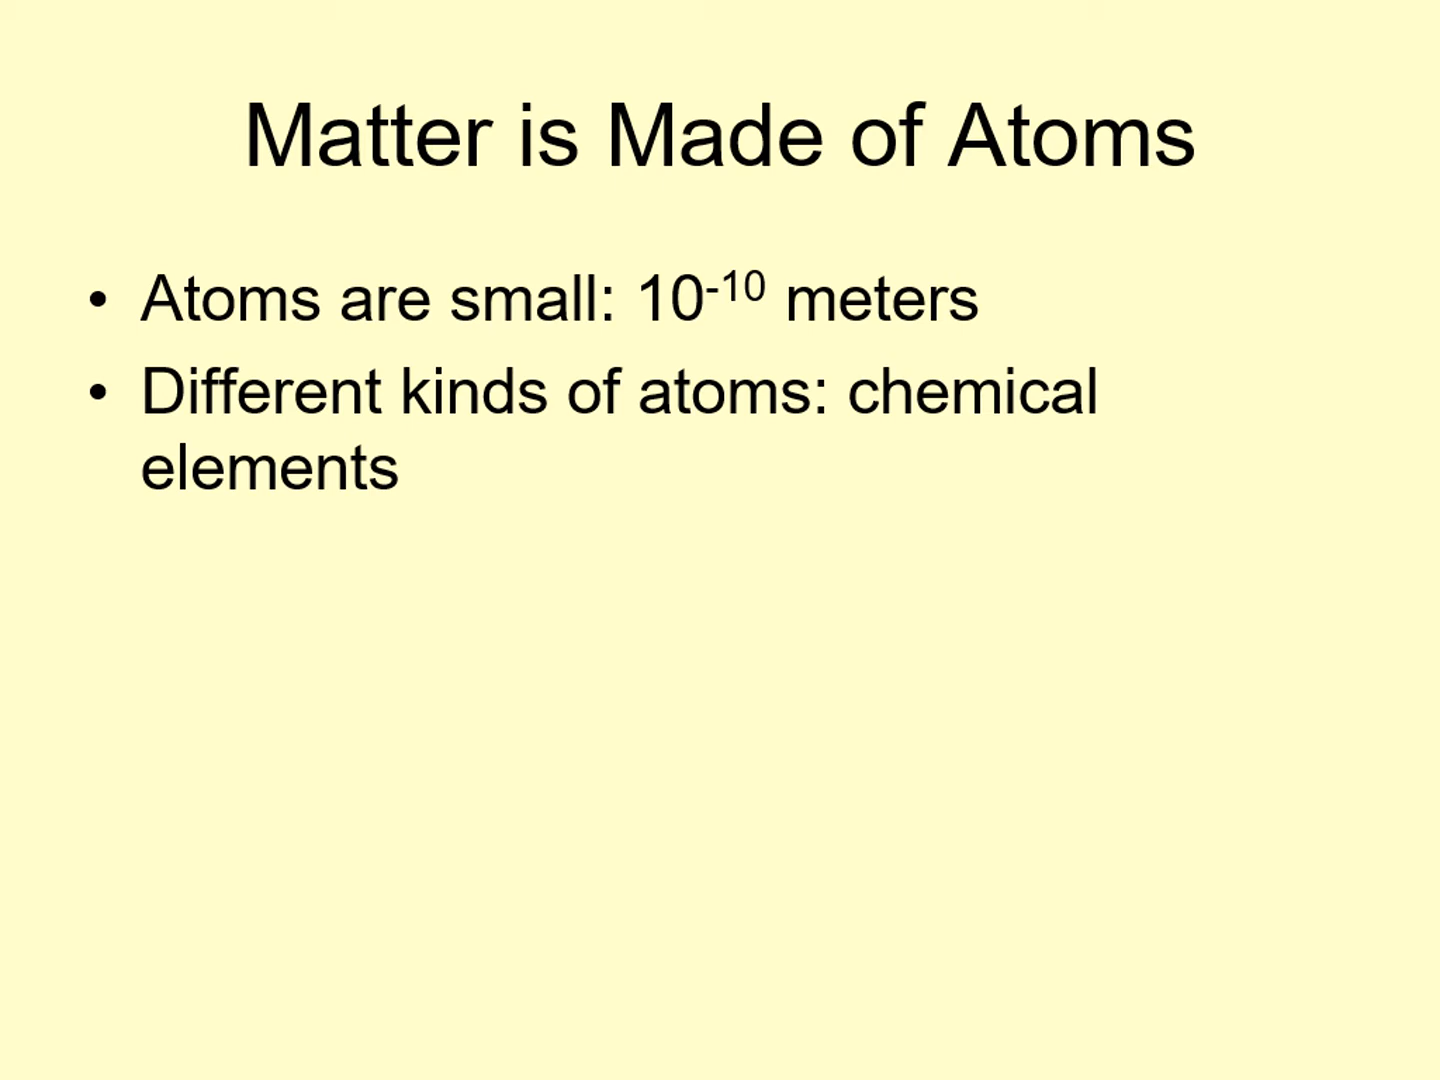 Matter is Made of Atoms
• Atoms are small: 10⁻¹⁰ meters
• Different kinds of atoms: chemical
elements